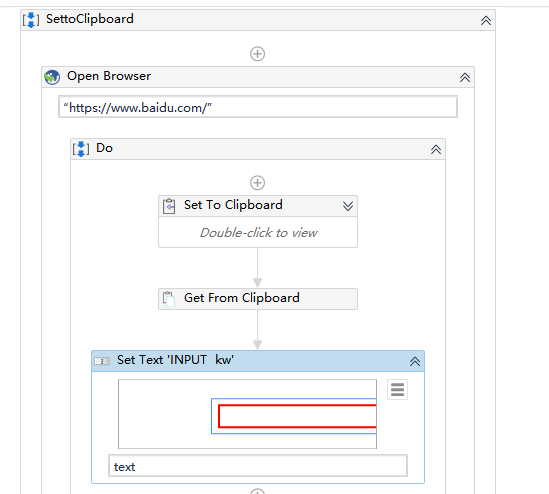 SettoClipboard
Open Browser
“https://www.baidu.com/”
Do
Set To Clipboard
Double-click to view
Get From Clipboard
Set Text 'INPUT kw'
text